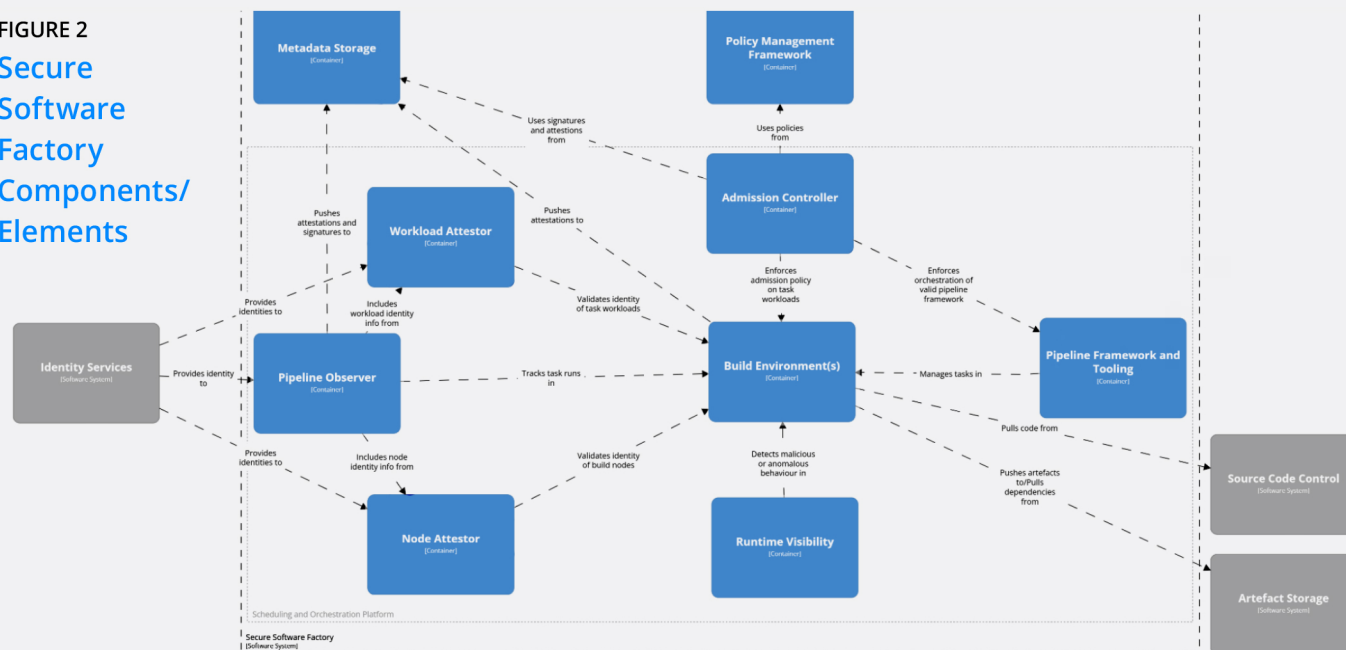 FIGURE 2
Secure
Software
Factory
Components/
Elements
Metadata Storage
[Container]
Policy Management
Framework
[Container]
Uses signatures
and attestions
from
Uses policies
from
Admission Controller
[Container]
Workload Attestor
[Container]
Pushes
attestations and
signatures to
Pushes
attestations to
Enforces
admission policy
on task
workloads
Enforces
orchestration of
valid pipeline
framework
Provides
identities to
Includes
workload identity
info from
Validates identity
of task workloads
Identity Services
[Software System]
Provides identity
to
Pipeline Observer
[Container]
Tracks task runs
in
Build Environment(s)
[Container]
Manages tasks in
Pipeline Framework and
Tooling
[Container]
Pulls code from
Provides
identities to
Includes node
identity info from
Validates identity
of build nodes
Detects malicious
or anomalous
behaviour in
Pushes artefacts
to/Pulls
dependencies
from
Source Code Control
[Software System]
Node Attestor
[Container]
Runtime Visibility
[Container]
Artefact Storage
[Software System]
Scheduling and Orchestration Platform
Secure Software Factory
[Software System]